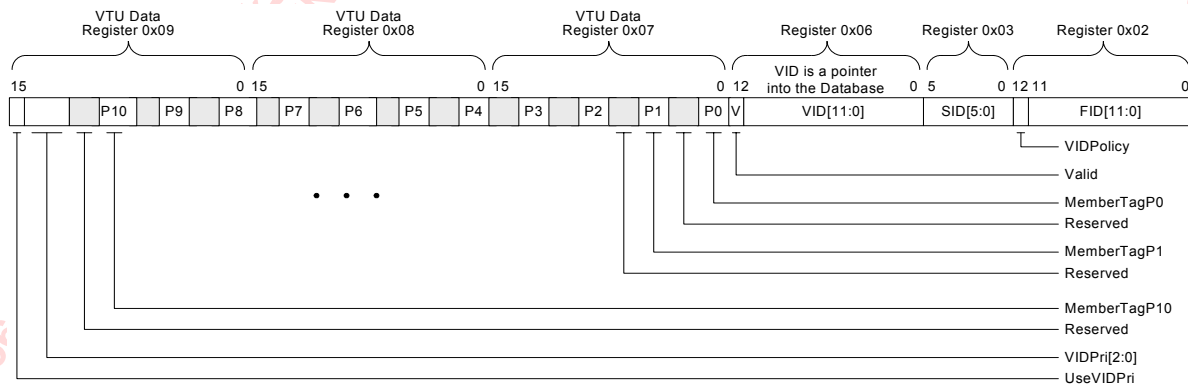 VTU Data
Register 0x09
VTU Data
Register 0x08
VTU Data
Register 0x07
Register 0x06
Register 0x03
Register 0x02
VID is a pointer
into the Database
15 0 15 0 15 0 12 0 5 0 12 11 0
P10 P9 P8 P7 P6 P5 P4 P3 P2 P1 P0 V VID[11:0] SID[5:0] FID[11:0]
VIDPolicy
Valid
MemberTagP0
Reserved
MemberTagP1
Reserved
MemberTagP10
Reserved
VIDPri[2:0]
UseVIDPri